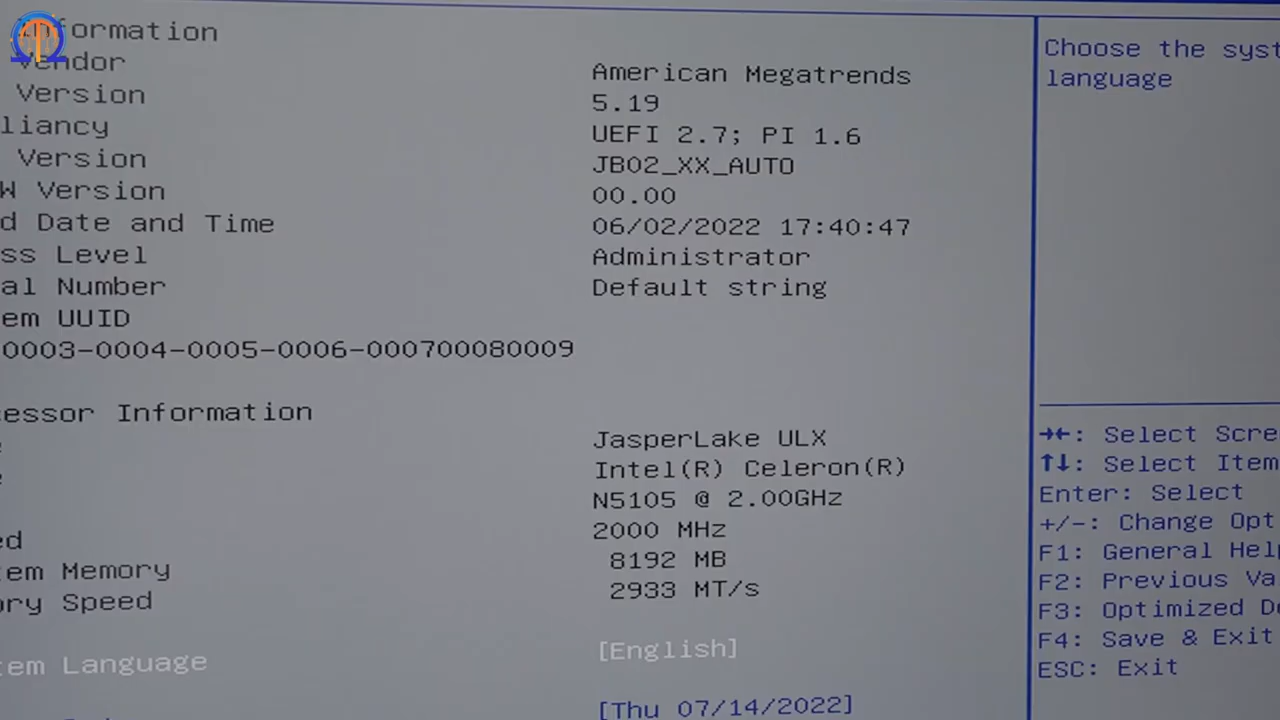 Information
Vendor American Megatrends
Version 5.19
liancy UEFI 2.7; PI 1.6
Version JB02_XX_AUTO
W Version 00.00
d Date and Time 06/02/2022 17:40:47
ss Level Administrator
al Number Default string
em UUID
0003-0004-0005-0006-000700080009
essor Information
JasperLake ULX
Intel(R) Celeron(R)
N5105 @ 2.00GHz
ed 2000 MHz
em Memory 8192 MB
ory Speed 2933 MT/s
em Language [English]
[Thu 07/14/2022]
Choose the syst
language
→←: Select Scre
↑↓: Select Item
Enter: Select
+/-: Change Opt
F1: General Help
F2: Previous Va
F3: Optimized De
F4: Save & Exit
ESC: Exit